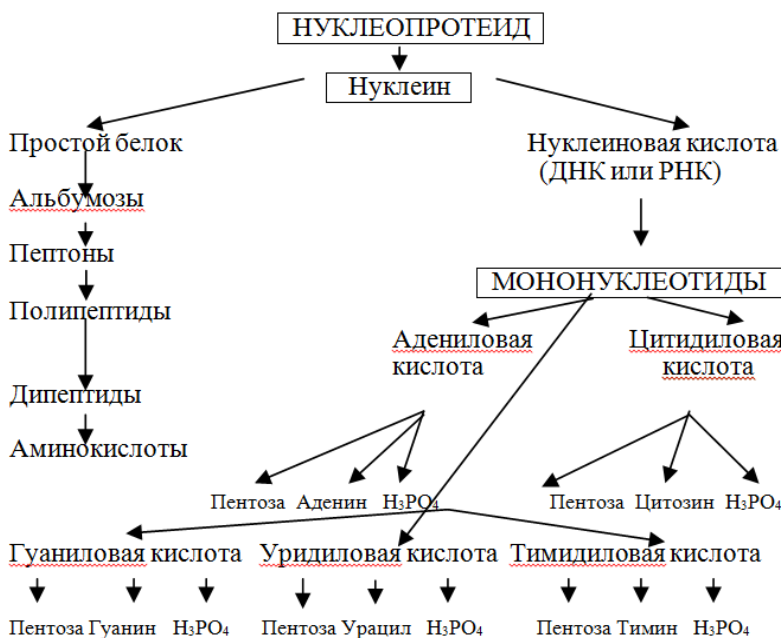 НУКЛЕОПРОТЕИД
Нуклеин
Простой белок
Нуклеиновая кислота
(ДНК или РНК)
Альбумозы
Пептоны
Полипептиды
Дипептиды
Аминокислоты
МОНОНУКЛЕОТИДЫ
Адениловая
кислота
Цитидиловая
кислота
Пентоза Аденин H₃PO₄
Пентоза Цитозин H₃PO₄
Гуаниловая кислота
Уридиловая кислота
Тимидиловая кислота
Пентоза Гуанин H₃PO₄
Пентоза Урацил H₃PO₄
Пентоза Тимин H₃PO₄